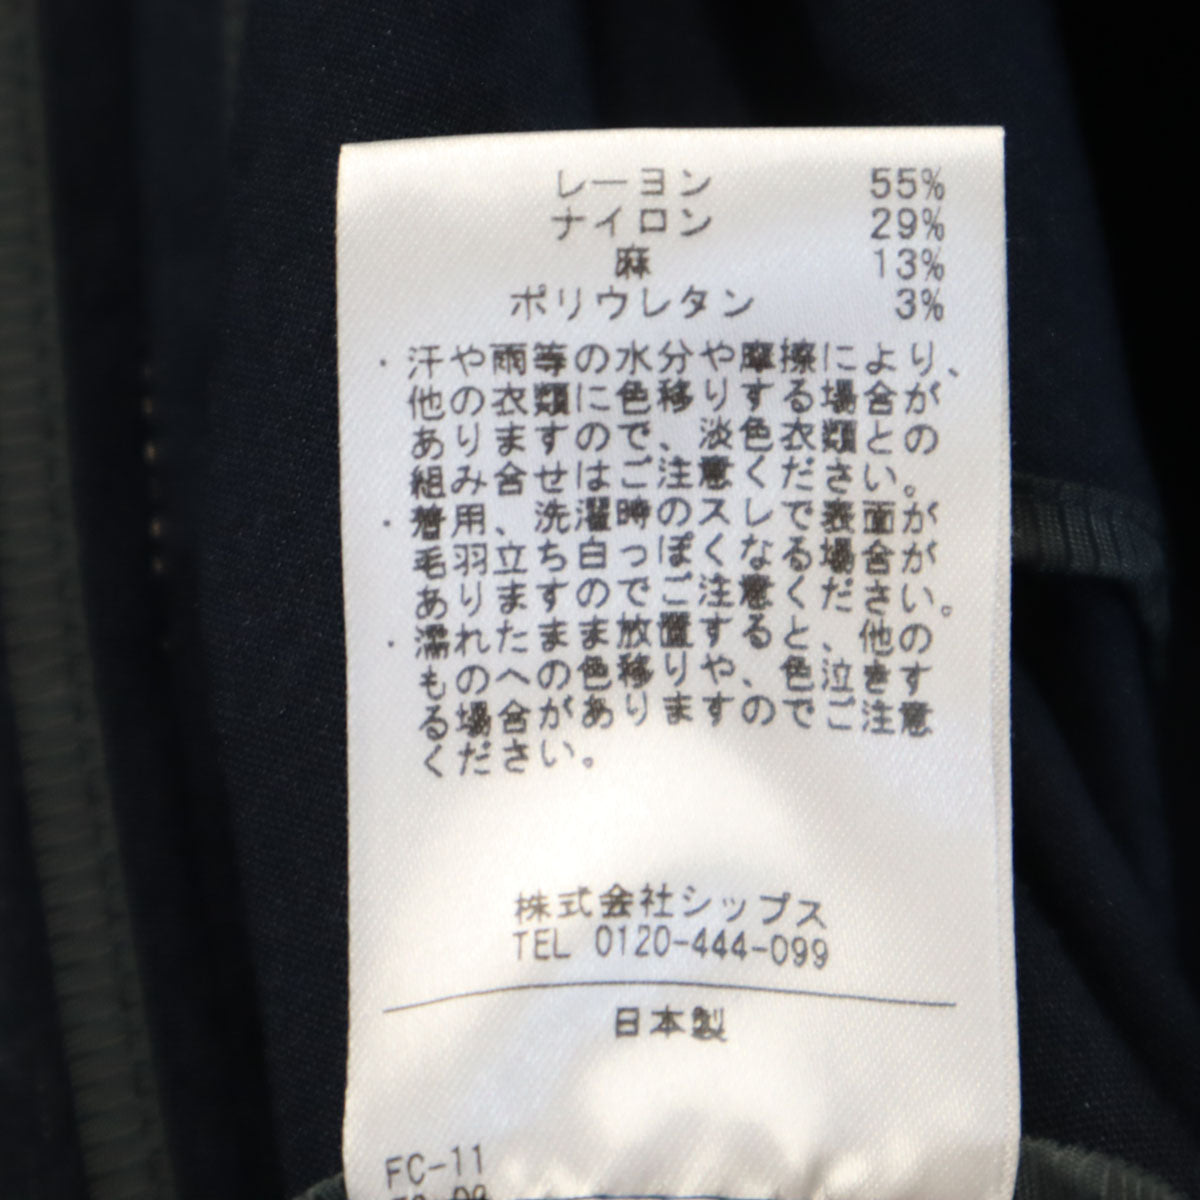 レーヨン 55%
ナイロン 29%
麻 13%
ポリウレタン 3%
・汗や雨等の水分や摩擦により、
他の衣類に色移りする場合が
ありますので、淡色衣類との
組み合せはご注意ください。
・着用、洗濯時のスレで表面が
毛羽立ち白っぽくなる場合が
ありますのでご注意ください。
・濡れたまま放置すると、他の
ものへの色移りや、色泣きす
る場合がありますのでご注意
ください。
株式会社シップス
TEL 0120-444-099
日本製
FC-11